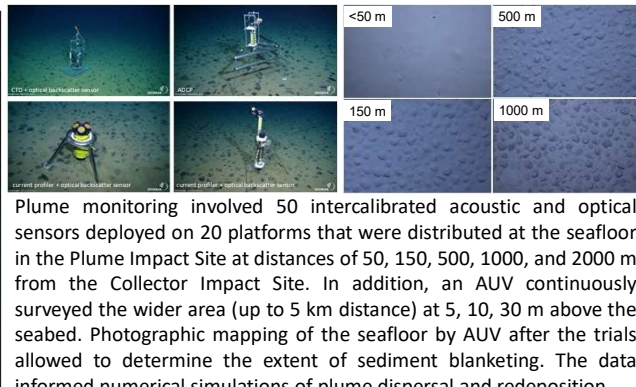 <50 m
500 m
CTD + optical backscatter sensor
ADCP
150 m
1000 m
current profiler + optical backscatter sensor
current profiler + optical backscatter sensor
Plume monitoring involved 50 intercalibrated acoustic and optical
sensors deployed on 20 platforms that were distributed at the seafloor
in the Plume Impact Site at distances of 50, 150, 500, 1000, and 2000 m
from the Collector Impact Site. In addition, an AUV continuously
surveyed the wider area (up to 5 km distance) at 5, 10, 30 m above the
seabed. Photographic mapping of the seafloor by AUV after the trials
allowed to determine the extent of sediment blanketing. The data
informed numerical simulations of plume dispersal and redeposition